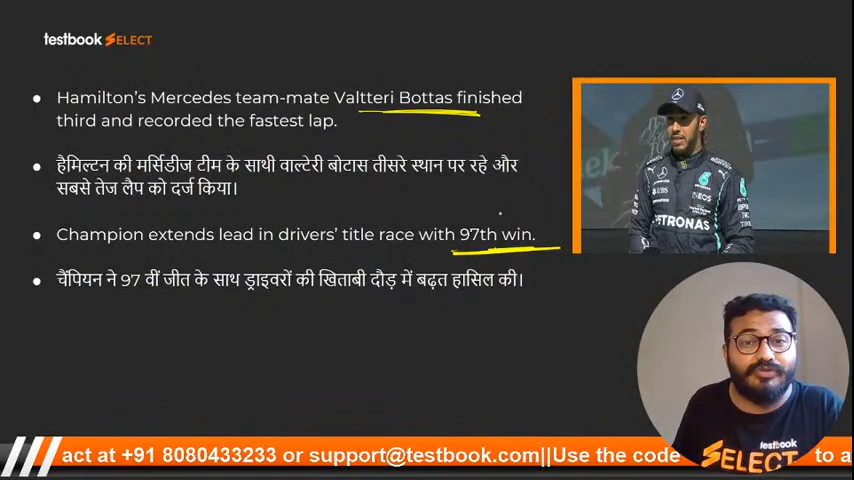 testbook SELECT
Hamilton's Mercedes team-mate Valtteri Bottas finished
third and recorded the fastest lap.
हैमिल्टन की मर्सिडीज टीम के साथी वाल्टेरी बोटास तीसरे स्थान पर रहे और
सबसे तेज लैप को दर्ज किया।
Champion extends lead in drivers' title race with 97th win.
चैंपियन ने 97 वीं जीत के साथ ड्राइवरों की खिताबी दौड़ में बढ़त हासिल की।
UBS
INEOS
PETRONAS
testbook
SELECT
act at +91 8080433233 or support@testbook.com||Use the code
to a